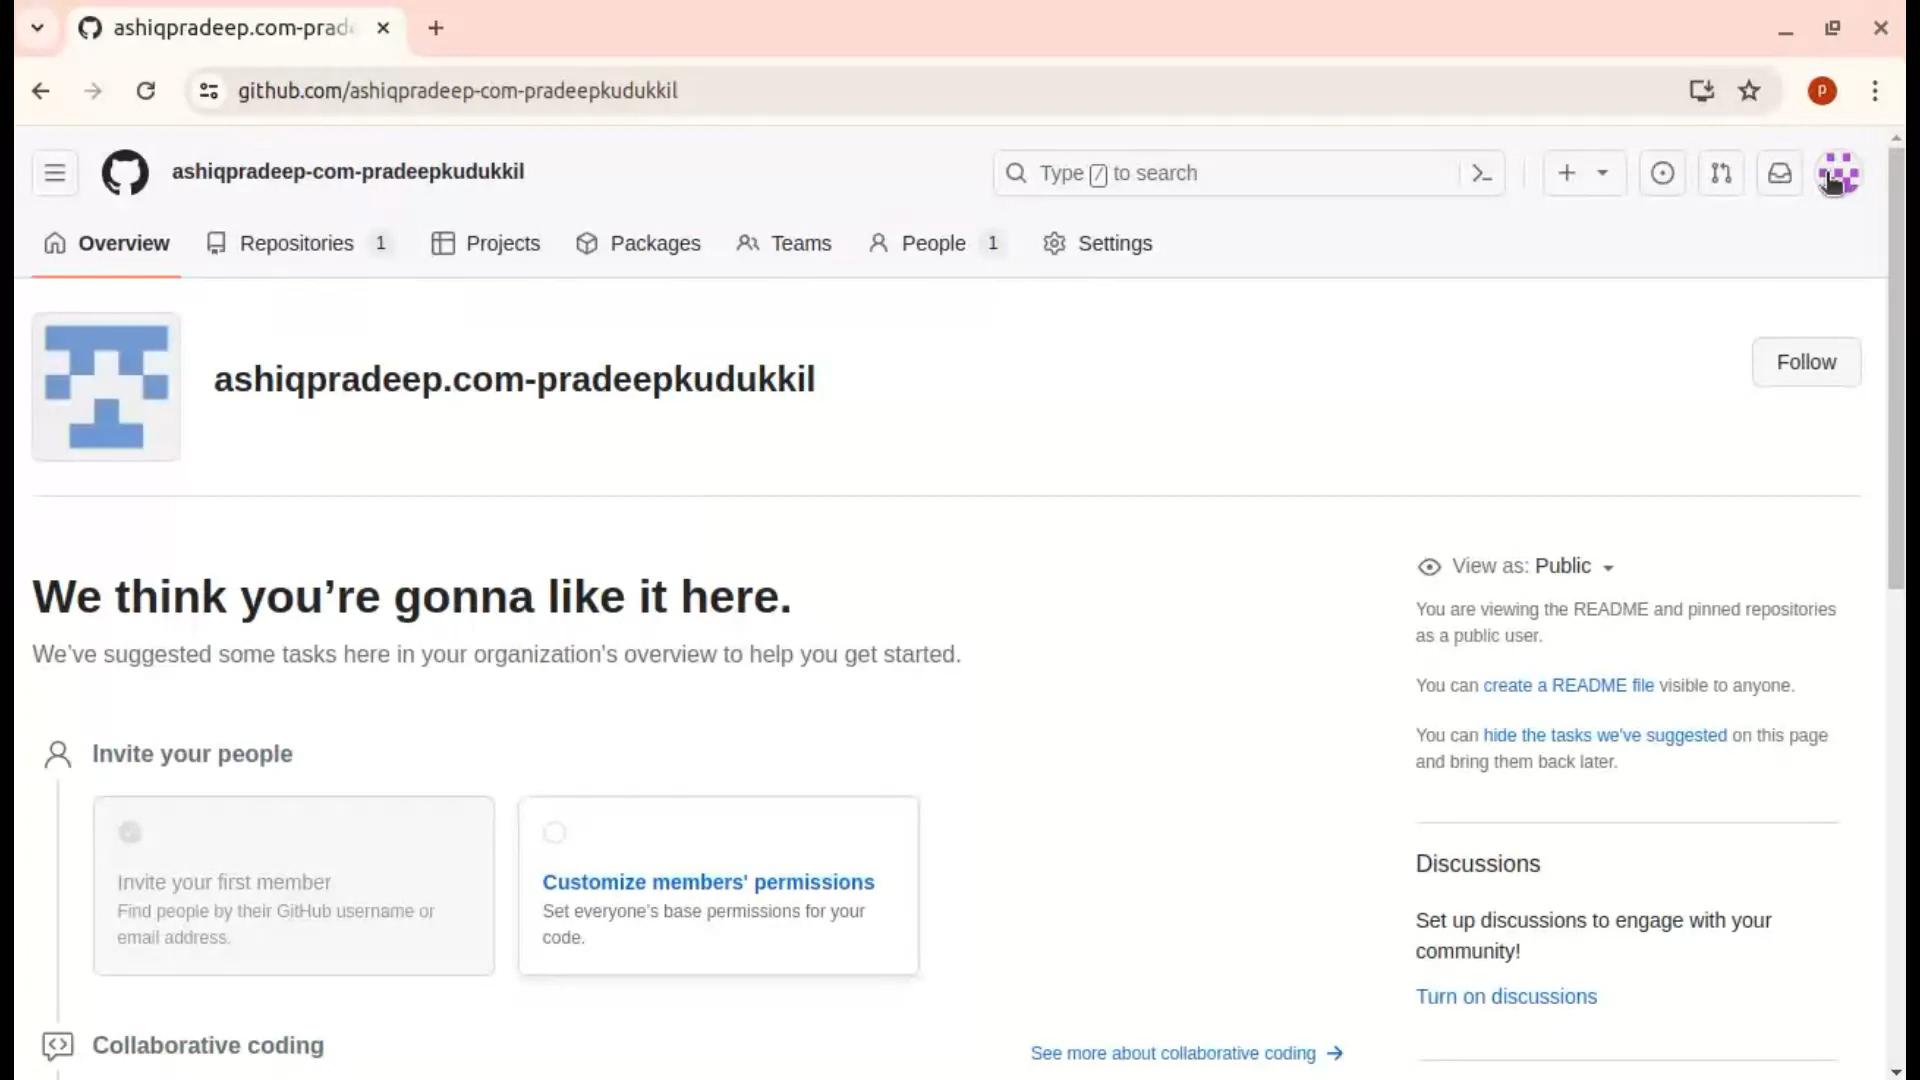 ashiqpradeep.com-prad
github.com/ashiqpradeep-com-pradeepkudukkil
P
ashiqpradeep-com-pradeepkudukkil
Type / to search
Overview
Repositories 1
Projects
Packages
Teams
People 1
Settings
ashiqpradeep.com-pradeepkudukkil
Follow
We think you’re gonna like it here.
We’ve suggested some tasks here in your organization’s overview to help you get started.
View as: Public
You are viewing the README and pinned repositories
as a public user.
You can create a README file visible to anyone.
You can hide the tasks we've suggested on this page
and bring them back later.
Invite your people
Invite your first member
Find people by their GitHub username or
email address.
Customize members' permissions
Set everyone's base permissions for your
code.
Discussions
Set up discussions to engage with your
community!
Turn on discussions
Collaborative coding
See more about collaborative coding